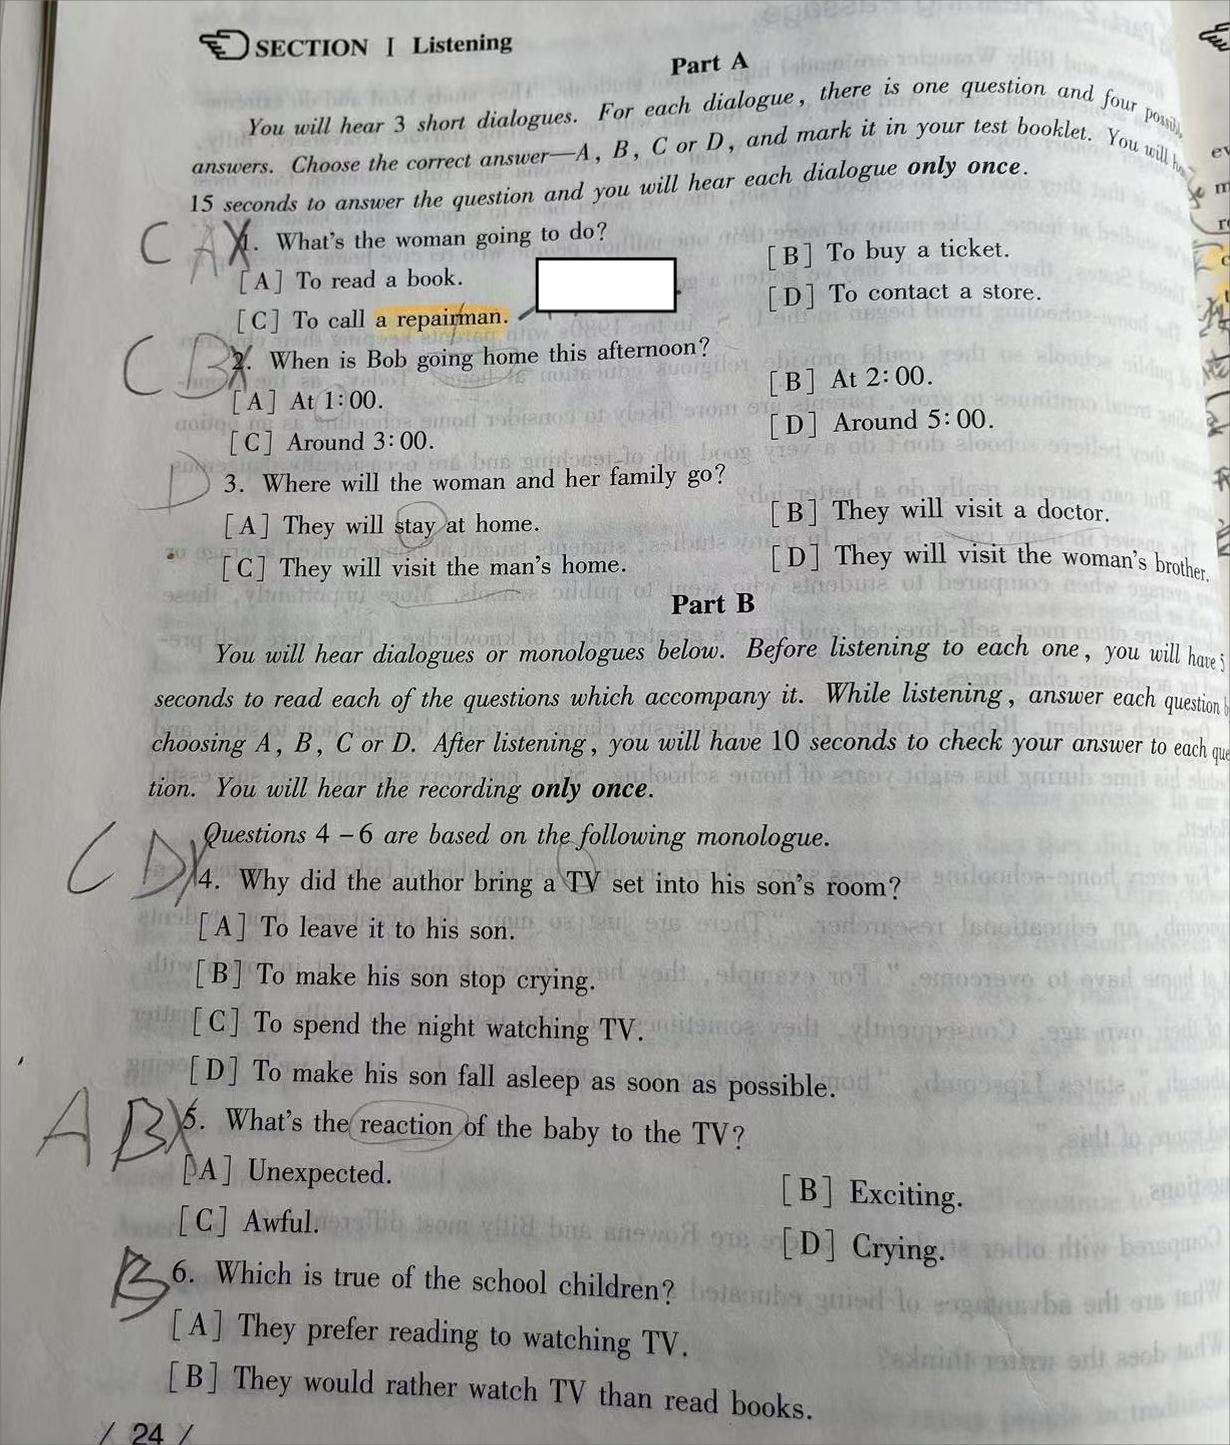 SECTION I Listening
Part A
You will hear 3 short dialogues. For each dialogue, there is one question and four
answers. Choose the correct answer—A, B, C or D, and mark it in your test booklet. You will
15 seconds to answer the question and you will hear each dialogue only once.
C A 1. What's the woman going to do?
[A] To read a book.
[B] To buy a ticket.
[C] To call a repairman.
[D] To contact a store.
C B 2. When is Bob going home this afternoon?
[A] At 1:00.
[B] At 2:00.
[C] Around 3:00.
[D] Around 5:00.
D 3. Where will the woman and her family go?
[A] They will stay at home.
[B] They will visit a doctor.
[C] They will visit the man's home.
[D] They will visit the woman's brother.
Part B
You will hear dialogues or monologues below. Before listening to each one, you will have 5
seconds to read each of the questions which accompany it. While listening, answer each question
choosing A, B, C or D. After listening, you will have 10 seconds to check your answer to each que
tion. You will hear the recording only once.
Questions 4-6 are based on the following monologue.
C D 4. Why did the author bring a TV set into his son's room?
[A] To leave it to his son.
[B] To make his son stop crying.
[C] To spend the night watching TV.
[D] To make his son fall asleep as soon as possible.
A B 5. What's the reaction of the baby to the TV?
[A] Unexpected.
[B] Exciting.
[C] Awful.
[D] Crying.
B 6. Which is true of the school children?
[A] They prefer reading to watching TV.
[B] They would rather watch TV than read books.
/ 24 /